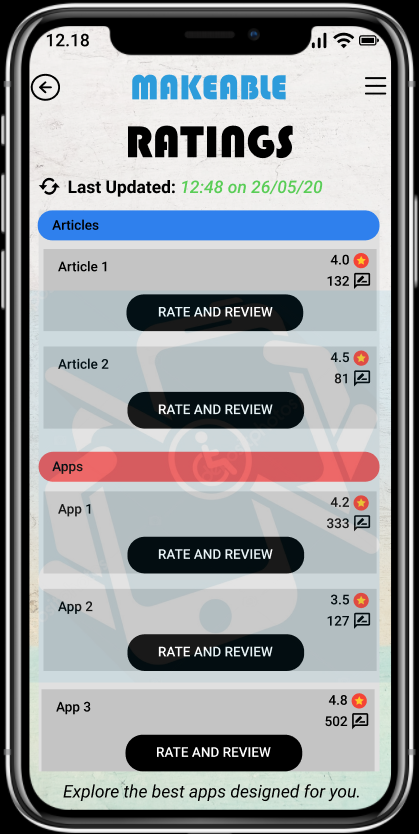 12.18
MAKEABLE
RATINGS
Last Updated: 12:48 on 26/05/20
Articles
Article 1
4.0
132
RATE AND REVIEW
Article 2
4.5
81
RATE AND REVIEW
Apps
App 1
4.2
333
RATE AND REVIEW
App 2
3.5
127
RATE AND REVIEW
App 3
4.8
502
RATE AND REVIEW
Explore the best apps designed for you.